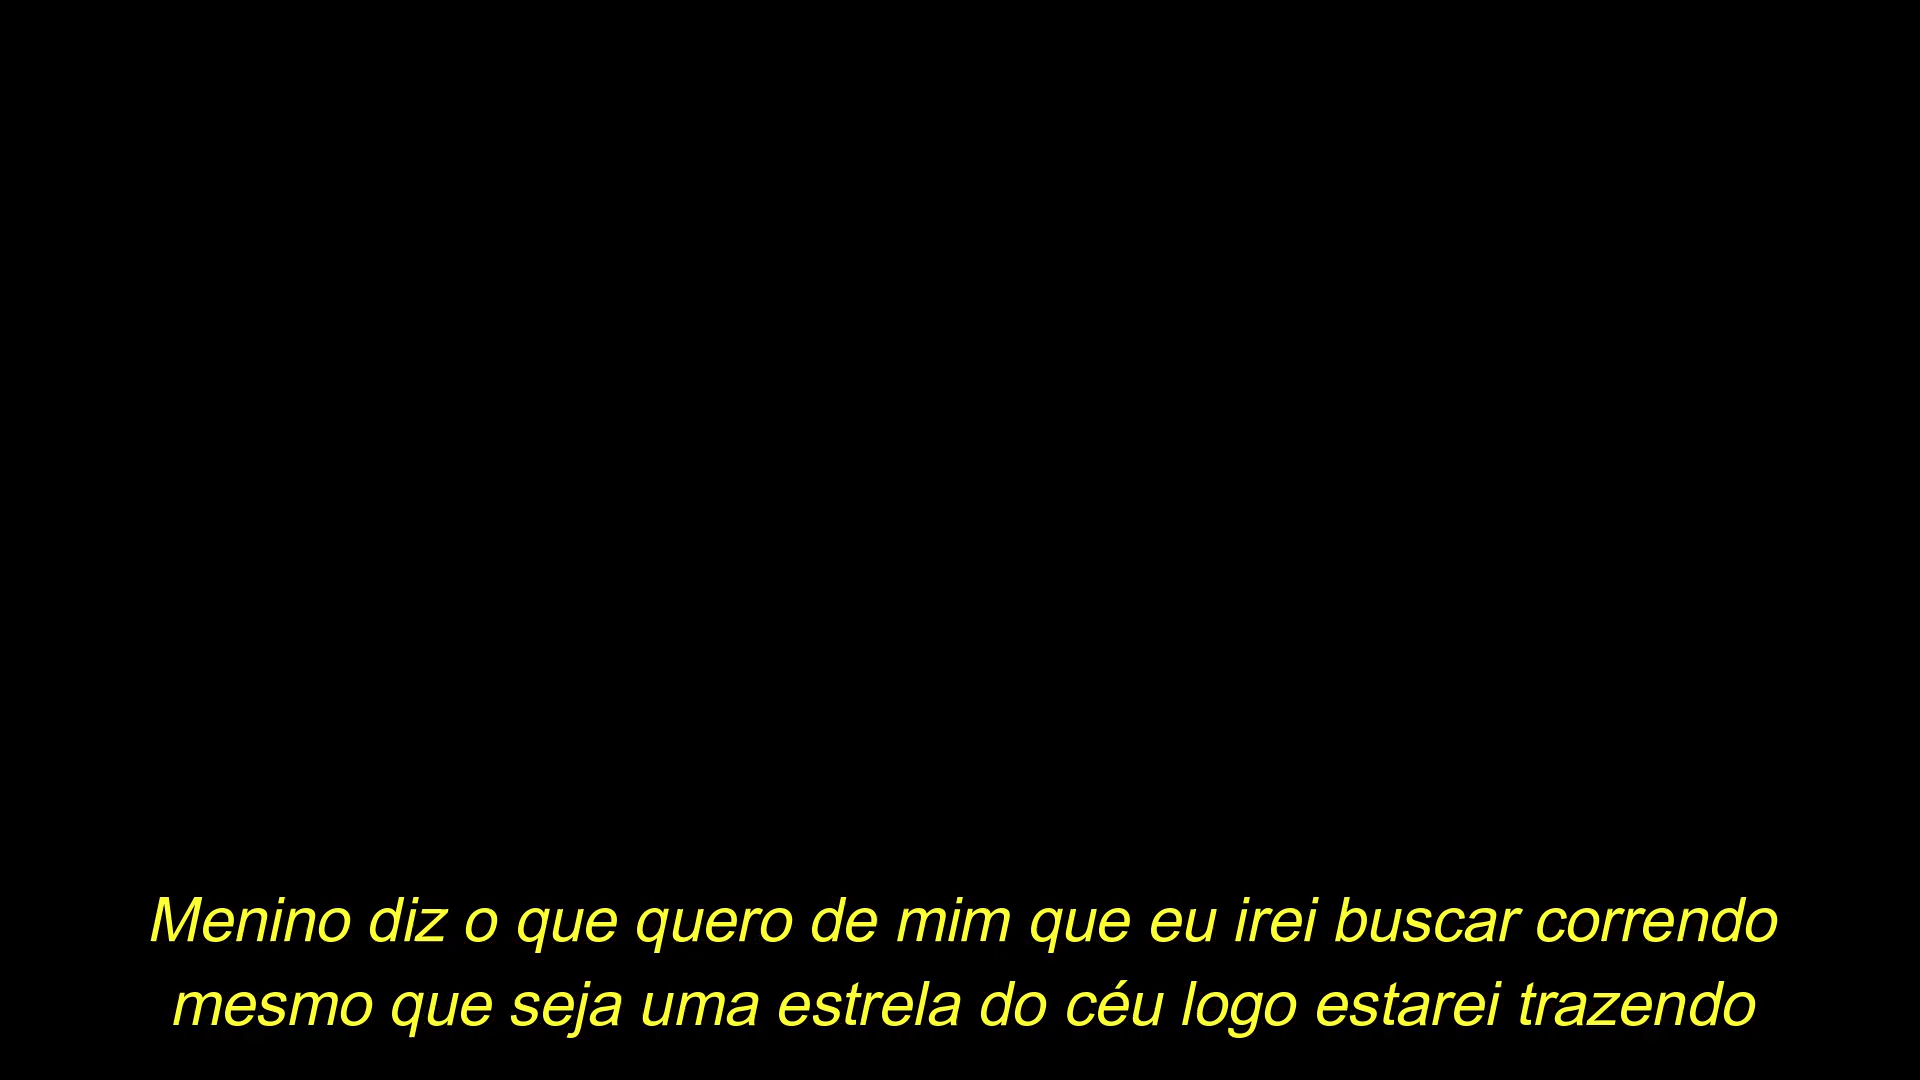 Menino diz o que quero de mim que eu irei buscar correndo
mesmo que seja uma estrela do céu logo estarei trazendo